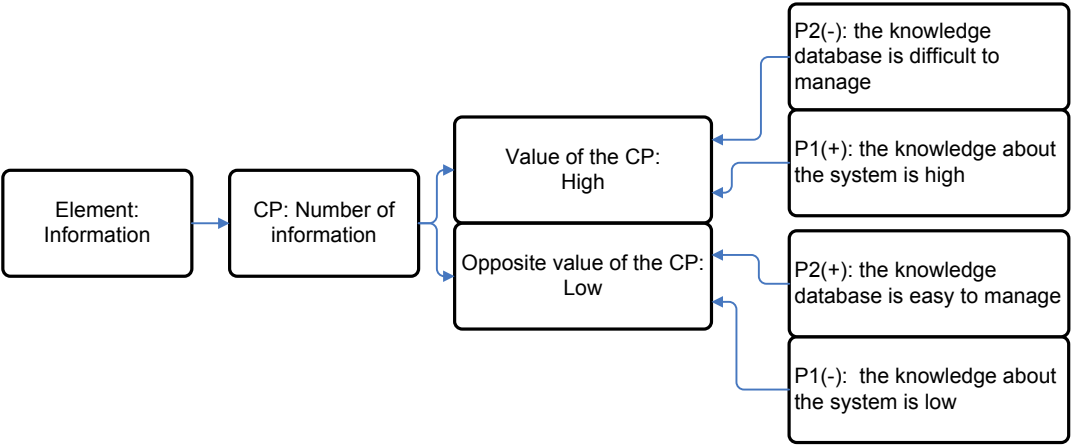 Element:
Information
CP: Number of
information
Value of the CP:
High
Opposite value of the CP:
Low
P2(-): the knowledge
database is difficult to
manage
P1(+): the knowledge about
the system is high
P2(+): the knowledge
database is easy to manage
P1(-):  the knowledge about
the system is low